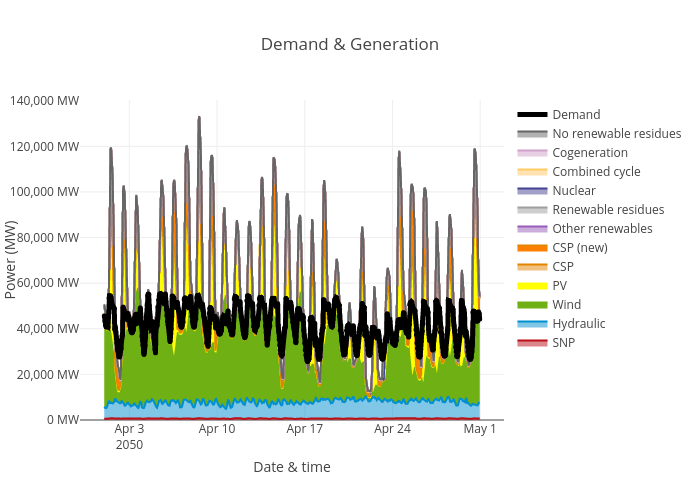 Demand & Generation
140,000 MW
120,000 MW
100,000 MW
80,000 MW
60,000 MW
40,000 MW
20,000 MW
0 MW
Power (MW)
Apr 3
2050
Apr 10
Apr 17
Apr 24
May 1
Date & time
Demand
No renewable residues
Cogeneration
Combined cycle
Nuclear
Renewable residues
Other renewables
CSP (new)
CSP
PV
Wind
Hydraulic
SNP